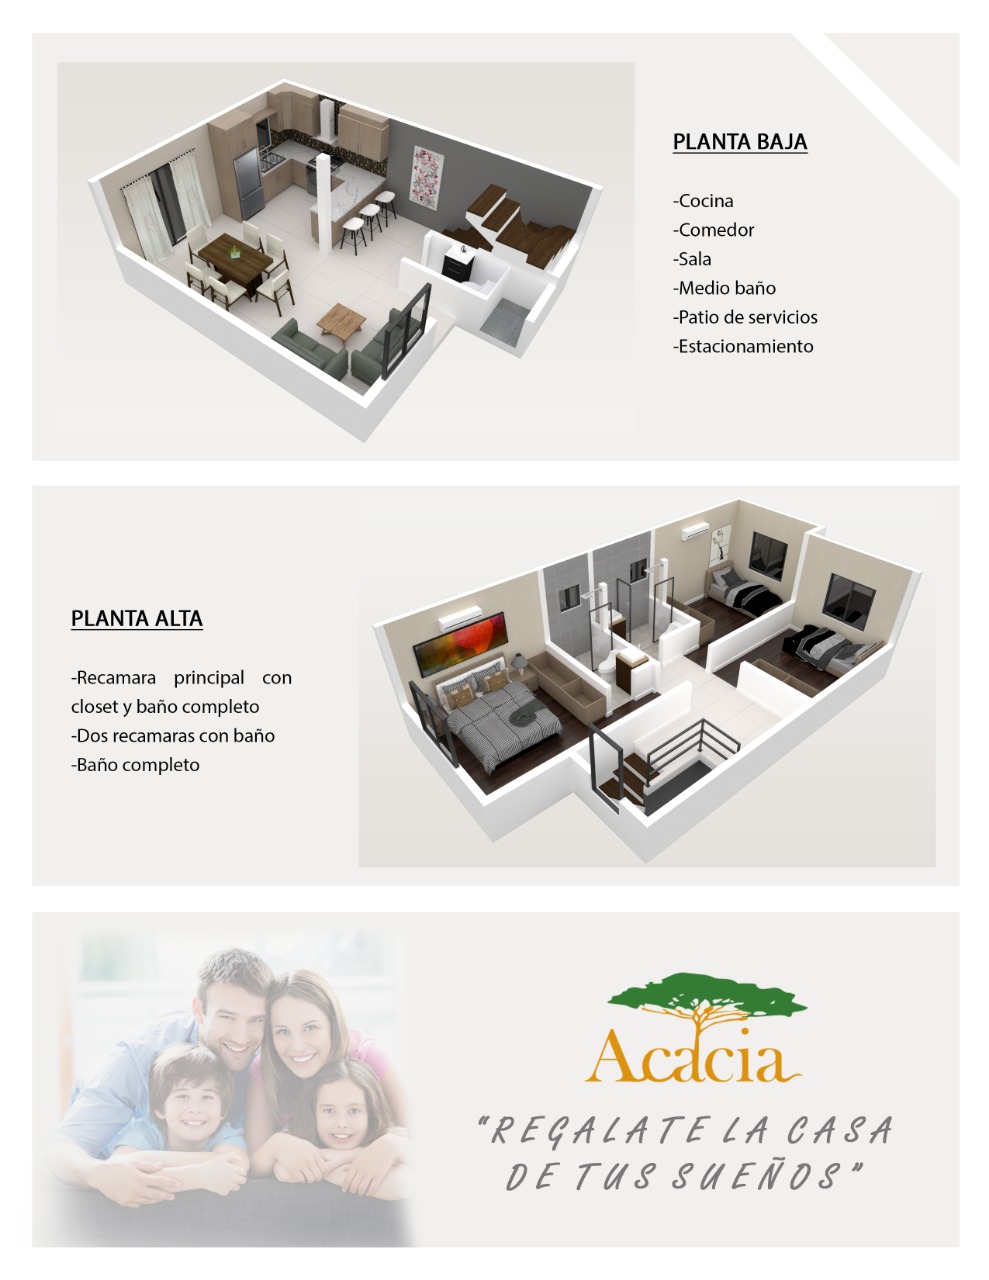 PLANTA BAJA
-Cocina
-Comedor
-Sala
-Medio baño
-Patio de servicios
-Estacionamiento
PLANTA ALTA
-Recamara principal con
closet y baño completo
-Dos recamaras con baño
-Baño completo
Acacia
"REGALATE LA CASA
DE TUS SUEÑOS"